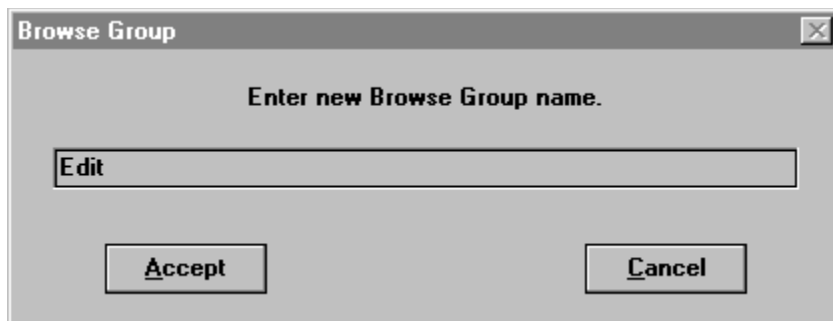 Browse Group
Enter new Browse Group name.
Edit
Accept
Cancel